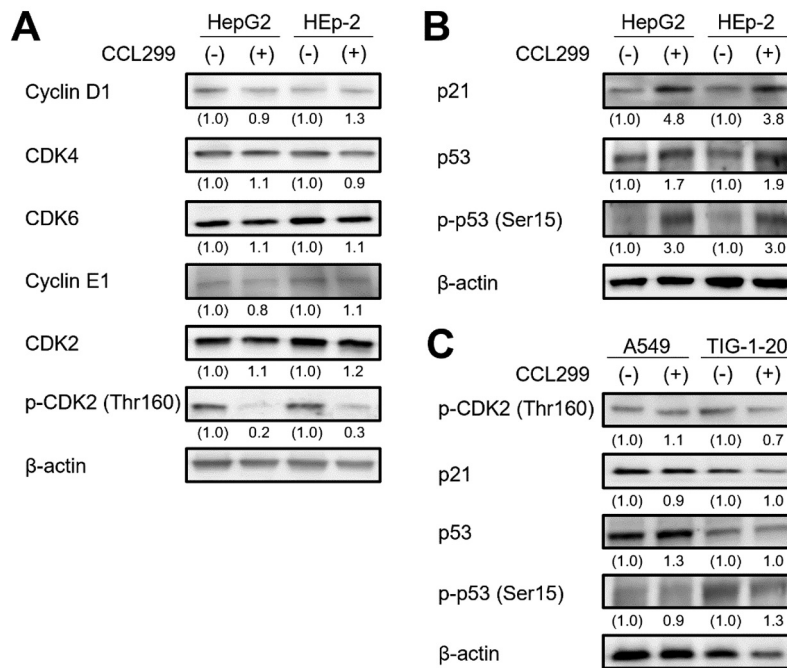 A
HepG2 HEp-2
CCL299 (-) (+) (-) (+)
Cyclin D1
(1.0) 0.9 (1.0) 1.3
CDK4
(1.0) 1.1 (1.0) 0.9
CDK6
(1.0) 1.1 (1.0) 1.1
Cyclin E1
(1.0) 0.8 (1.0) 1.1
CDK2
(1.0) 1.1 (1.0) 1.2
p-CDK2 (Thr160)
(1.0) 0.2 (1.0) 0.3
β-actin
B
HepG2 HEp-2
CCL299 (-) (+) (-) (+)
p21
(1.0) 4.8 (1.0) 3.8
p53
(1.0) 1.7 (1.0) 1.9
p-p53 (Ser15)
(1.0) 3.0 (1.0) 3.0
β-actin
C
A549 TIG-1-20
CCL299 (-) (+) (-) (+)
p-CDK2 (Thr160)
(1.0) 1.1 (1.0) 0.7
p21
(1.0) 0.9 (1.0) 1.0
p53
(1.0) 1.3 (1.0) 1.0
p-p53 (Ser15)
(1.0) 0.9 (1.0) 1.3
β-actin